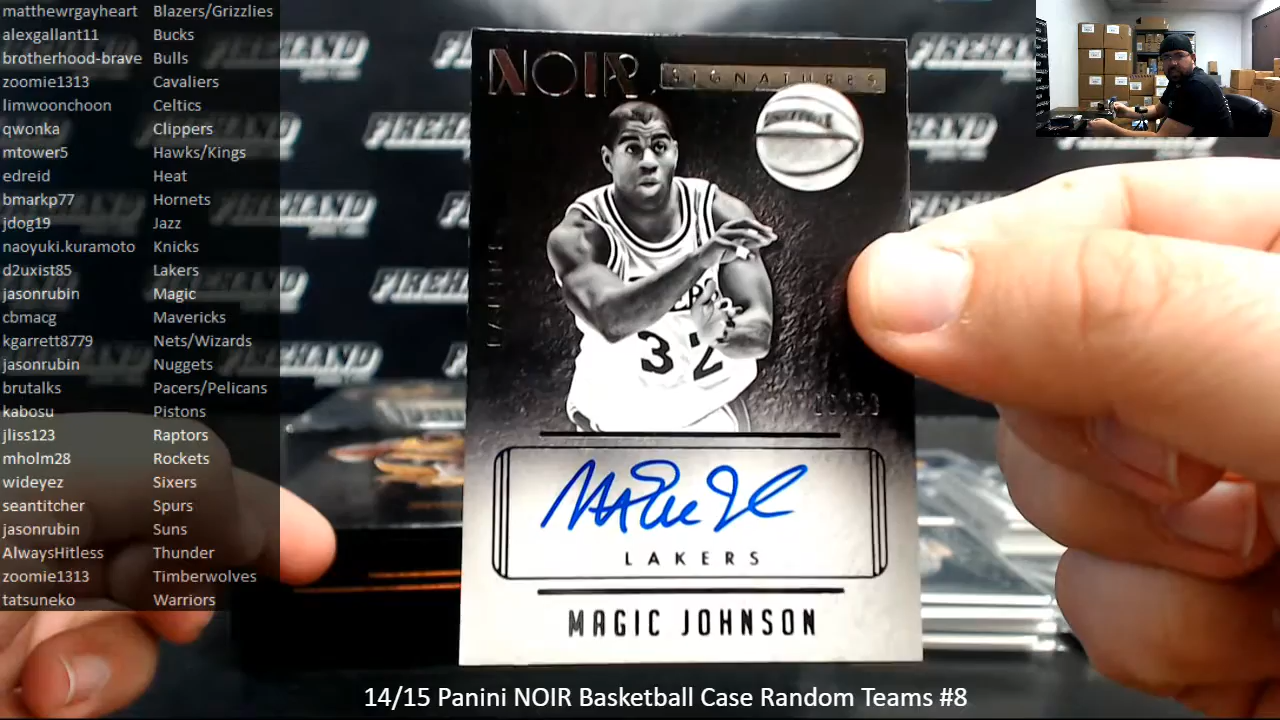 matthewrgayheart Blazers/Grizzlies
alexgallant11 Bucks
brotherhood-brave Bulls
zoomie1313 Cavaliers
limwoonchoon Celtics
qwonka Clippers
mtower5 Hawks/Kings
edreid Heat
bmarkp77 Hornets
jdog19 Jazz
naoyuki.kuramoto Knicks
d2uxist85 Lakers
jasonrubin Magic
cbmacg Mavericks
kgarrett8779 Nets/Wizards
jasonrubin Nuggets
brutalks Pacers/Pelicans
kabosu Pistons
jliss123 Raptors
mholm28 Rockets
wideyez Sixers
seantitcher Spurs
jasonrubin Suns
AlwaysHitless Thunder
zoomie1313 Timberwolves
tatsuneko Warriors
NOIR SIGNATURES
32
LAKERS
MAGIC JOHNSON
FIREHAND
FIREHAND
FIREHAND
14/15 Panini NOIR Basketball Case Random Teams #8